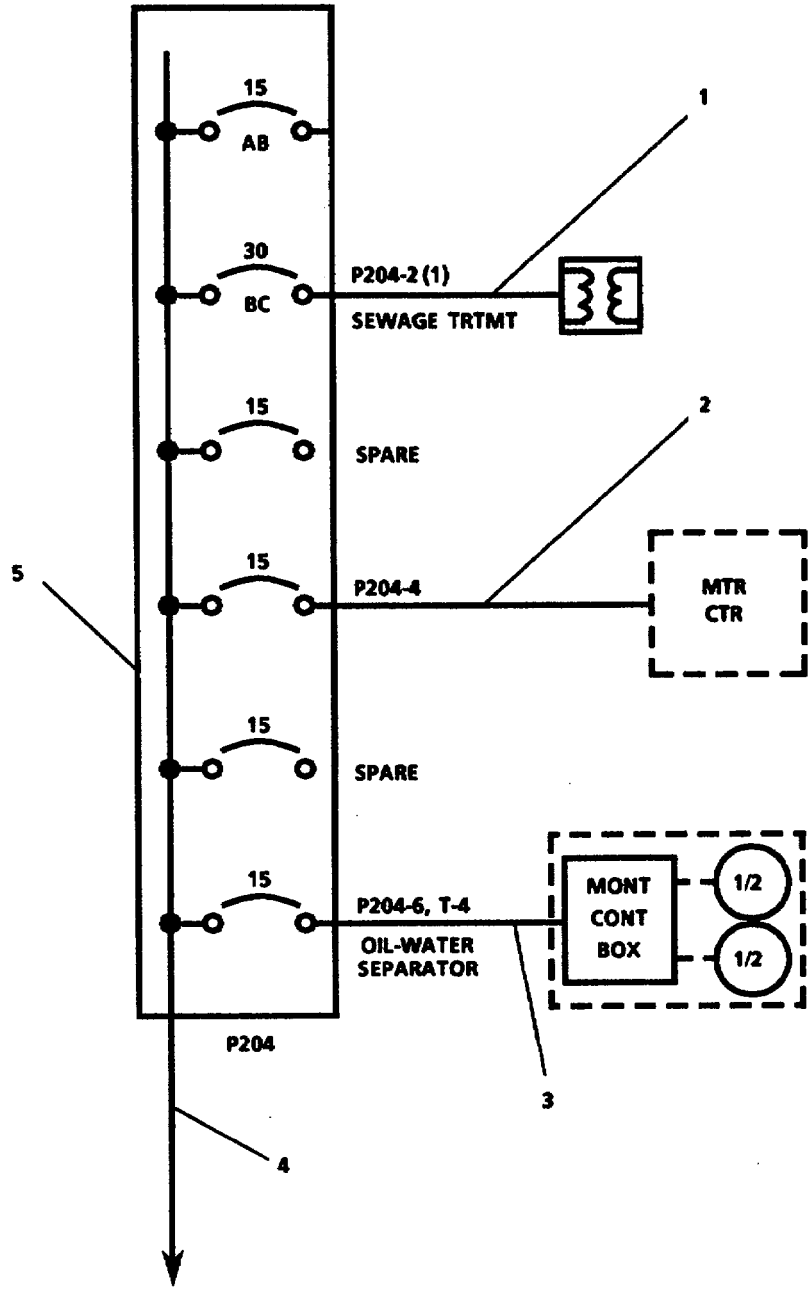 15
AB
1
30
BC
P204-2 (1)
SEWAGE TRTMT
15
SPARE
2
15
P204-4
MTR
CTR
5
15
SPARE
15
P204-6, T-4
OIL-WATER
SEPARATOR
MONT
CONT
BOX
1/2
1/2
P204
3
4